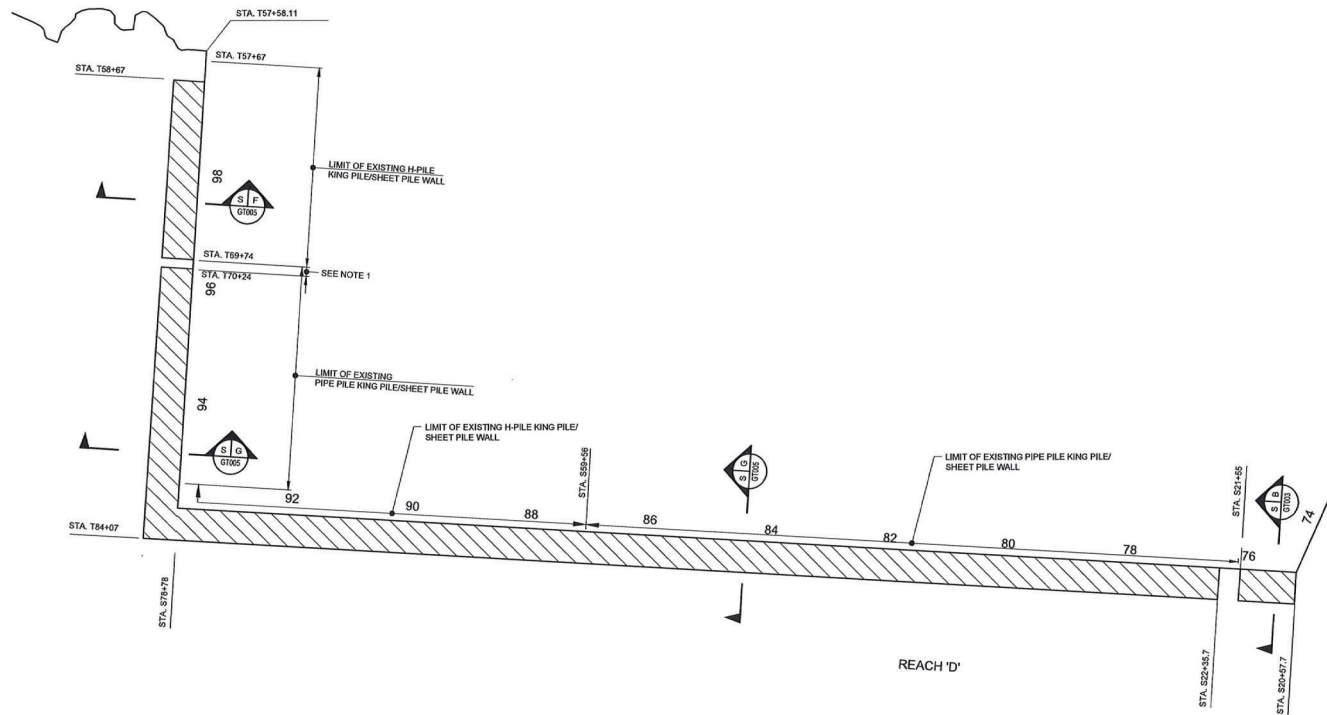 STA. T57+58.11
STA. T57+67
STA. T58+67
LIMIT OF EXISTING H-PILE
KING PILE/SHEET PILE WALL
98
S F
GT005
STA. T69+74
SEE NOTE 1
STA. T70+24
96
LIMIT OF EXISTING
PIPE PILE KING PILE/SHEET PILE WALL
94
S G
GT005
LIMIT OF EXISTING H-PILE KING PILE/
SHEET PILE WALL
STA. S59+56
S G
GT005
LIMIT OF EXISTING PIPE PILE KING PILE/
SHEET PILE WALL
STA. S21+55
S B
GT003
74
92
90
88
86
84
82
80
78
76
STA. T84+07
STA. S78+78
REACH 'D'
STA. S22+35.7
STA. S20+57.7